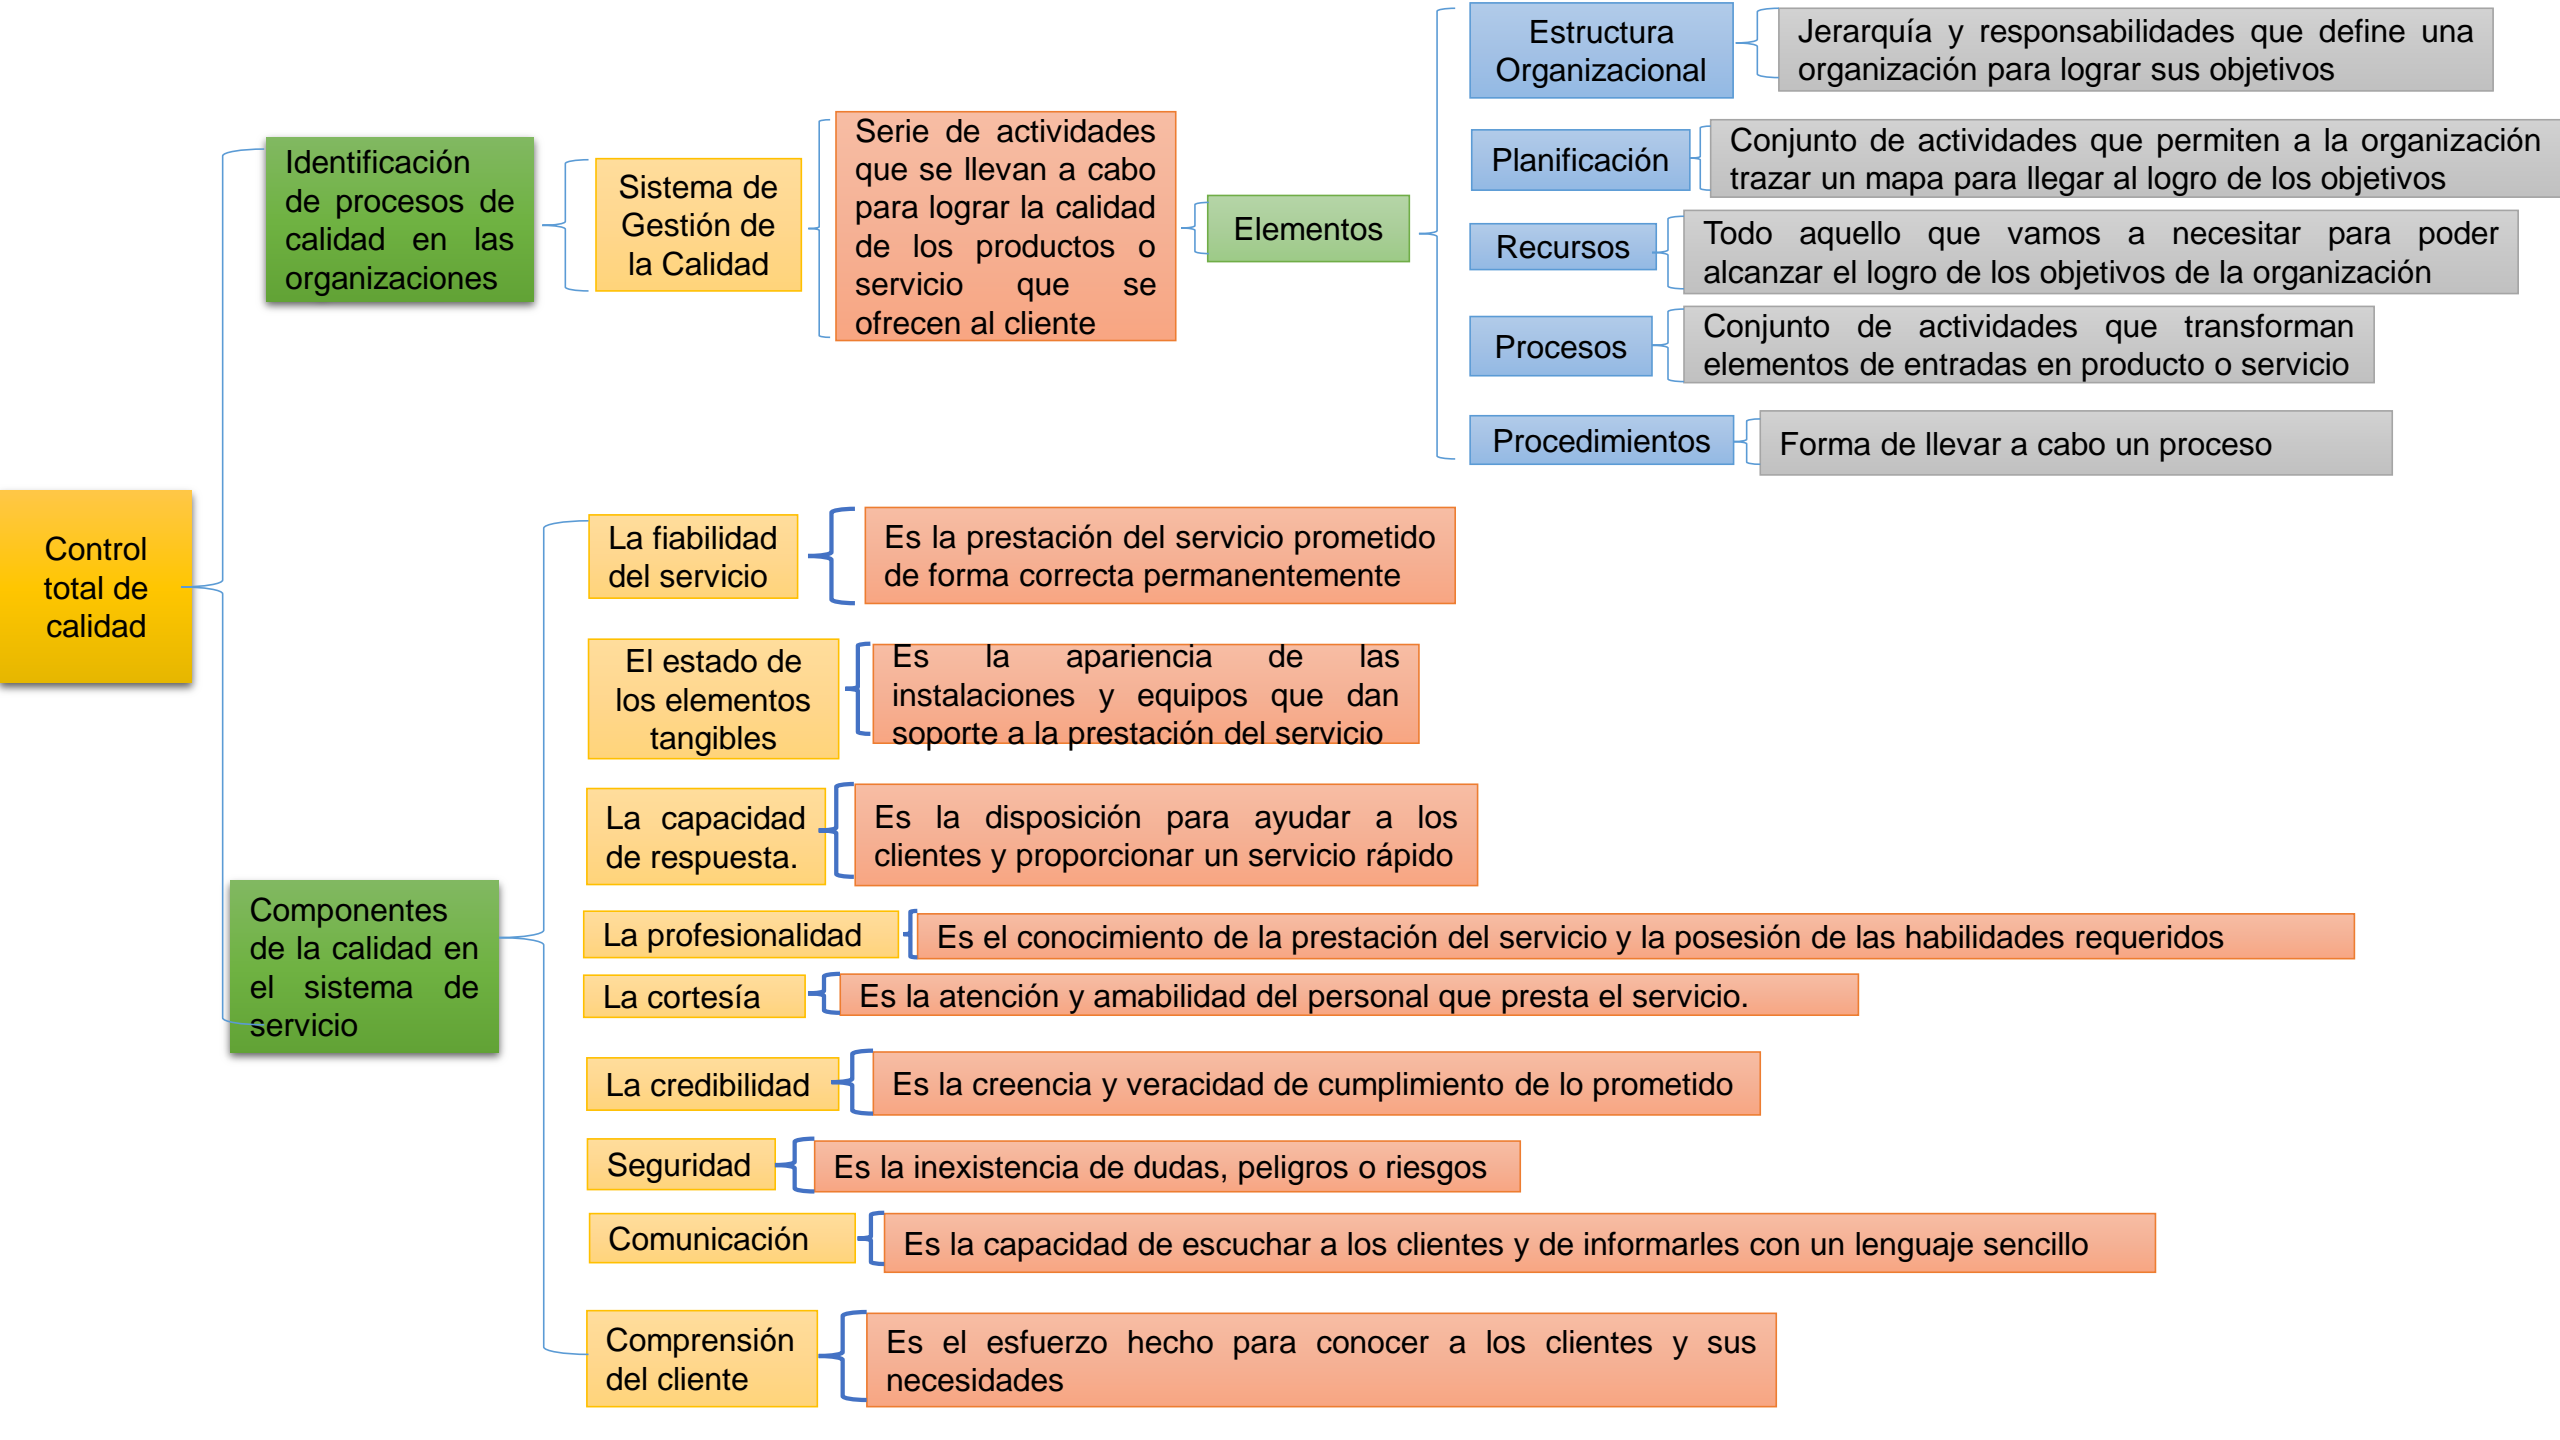 Control
total de
calidad
Identificación
de procesos de
calidad en las
organizaciones
Sistema de
Gestión de
la Calidad
Serie de actividades
que se llevan a cabo
para lograr la calidad
de los productos o
servicio que se
ofrecen al cliente
Elementos
Estructura
Organizacional
Jerarquía y responsabilidades que define una
organización para lograr sus objetivos
Planificación
Conjunto de actividades que permiten a la organización
trazar un mapa para llegar al logro de los objetivos
Recursos
Todo aquello que vamos a necesitar para poder
alcanzar el logro de los objetivos de la organización
Procesos
Conjunto de actividades que transforman
elementos de entradas en producto o servicio
Procedimientos
Forma de llevar a cabo un proceso
Componentes
de la calidad en
el sistema de
servicio
La fiabilidad
del servicio
Es la prestación del servicio prometido
de forma correcta permanentemente
El estado de
los elementos
tangibles
Es la apariencia de las
instalaciones y equipos que dan
soporte a la prestación del servicio
La capacidad
de respuesta.
Es la disposición para ayudar a los
clientes y proporcionar un servicio rápido
La profesionalidad
Es el conocimiento de la prestación del servicio y la posesión de las habilidades requeridos
La cortesía
Es la atención y amabilidad del personal que presta el servicio.
La credibilidad
Es la creencia y veracidad de cumplimiento de lo prometido
Seguridad
Es la inexistencia de dudas, peligros o riesgos
Comunicación
Es la capacidad de escuchar a los clientes y de informarles con un lenguaje sencillo
Comprensión
del cliente
Es el esfuerzo hecho para conocer a los clientes y sus
necesidades